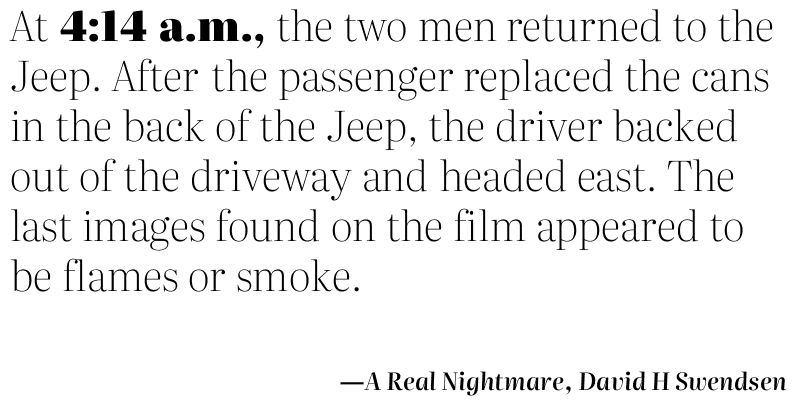 At 4:14 a.m., the two men returned to the
Jeep. After the passenger replaced the cans
in the back of the Jeep, the driver backed
out of the driveway and headed east. The
last images found on the film appeared to
be flames or smoke.
—A Real Nightmare, David H Swendsen